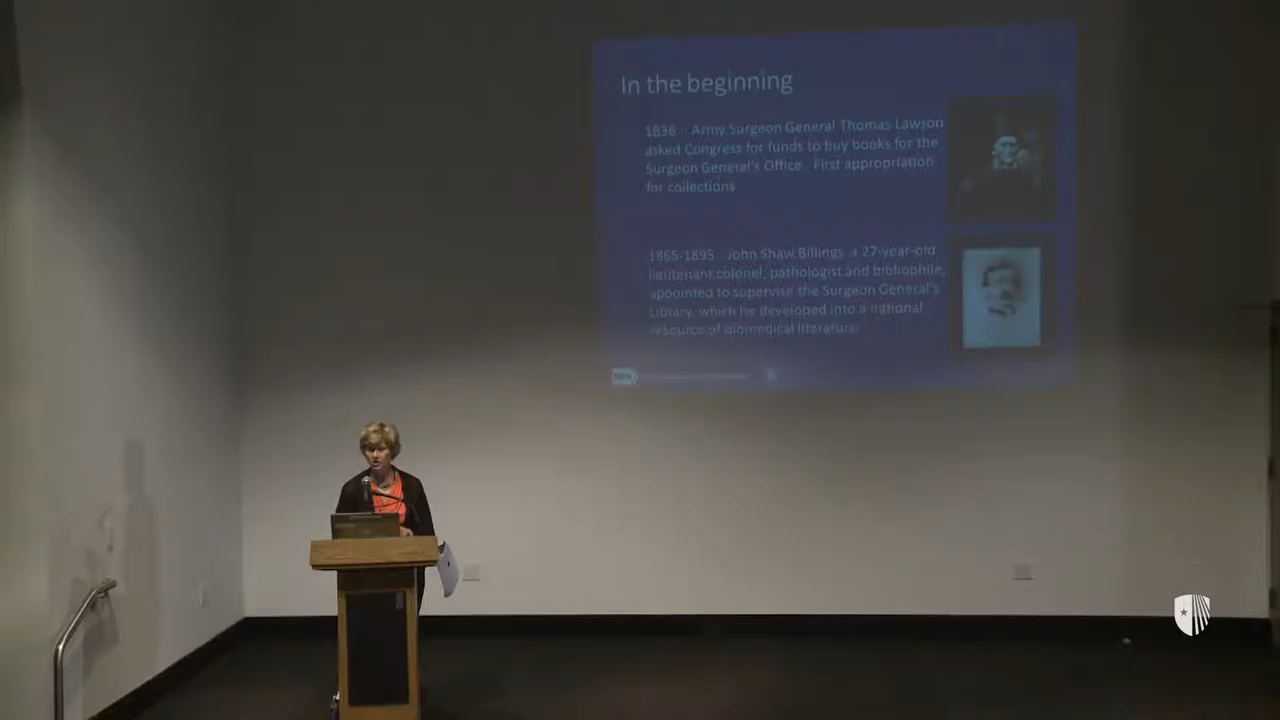 In the beginning
1836 - Army Surgeon General Thomas Lawson
asked Congress for funds to buy books for the
Surgeon General's Office. First appropriation
for collections
1865-1895 John Shaw Billings a 27-year-old
lieutenant colonel, pathologist and bibliophile,
appointed to supervise the Surgeon General's
Library, which he developed into a national
resource of biomedical literature
NIH